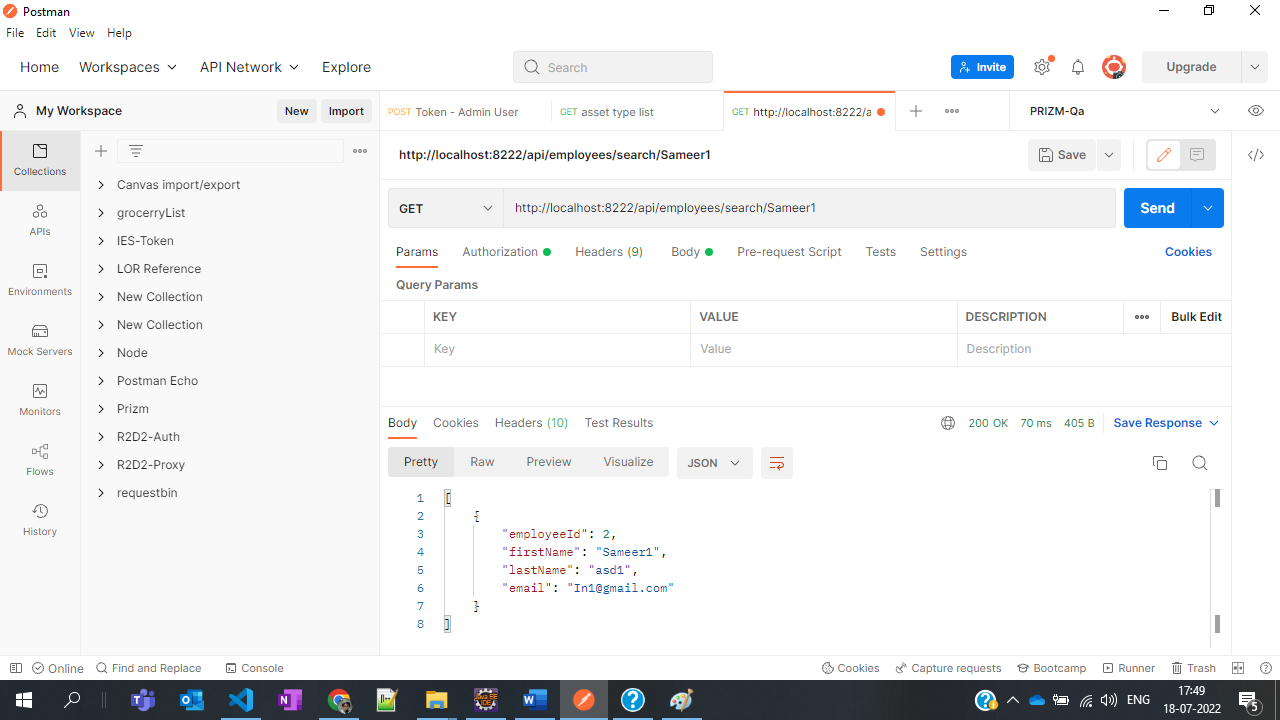 Postman
File Edit View Help
Home Workspaces API Network Explore Search Invite Upgrade
My Workspace New Import POST Token - Admin User GET asset type list GET http://localhost:8222/a PRIZM-Qa
Collections
APIs
Environments
Mock Servers
Monitors
Flows
History
Canvas import/export
grocerryList
IES-Token
LOR Reference
New Collection
New Collection
Node
Postman Echo
Prizm
R2D2-Auth
R2D2-Proxy
requestbin
http://localhost:8222/api/employees/search/Sameer1 Save
GET http://localhost:8222/api/employees/search/Sameer1 Send
Params Authorization Headers (9) Body Pre-request Script Tests Settings Cookies
Query Params
KEY VALUE DESCRIPTION Bulk Edit
Key Value Description
Body Cookies Headers (10) Test Results 200 OK 70 ms 405 B Save Response
Pretty Raw Preview Visualize JSON
1 [
2 {
3 "employeeId": 2,
4 "firstName": "Sameer1",
5 "lastName": "asd1",
6 "email": "In1@gmail.com"
7 }
8 ]
Online Find and Replace Console Cookies Capture requests Bootcamp Runner Trash
ENG 17:49
18-07-2022 5